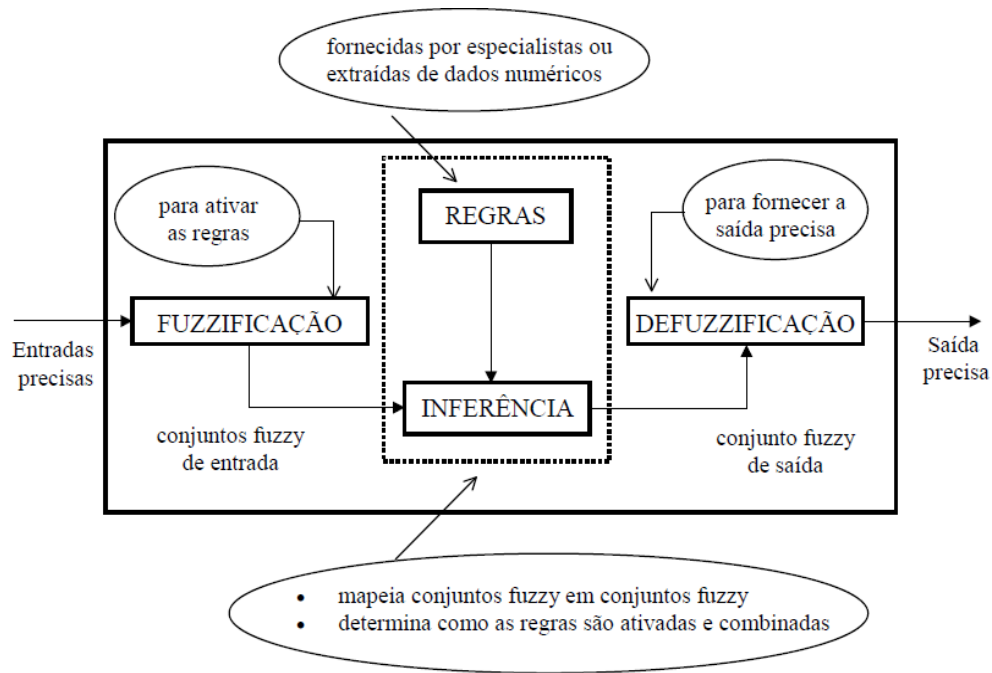 fornecidas por especialistas ou
extraídas de dados numéricos
para ativar
as regras
REGRAS
para fornecer a
saída precisa
FUZZIFICAÇÃO
DEFUZZIFICAÇÃO
Entradas
precisas
INFERÊNCIA
Saída
precisa
conjuntos fuzzy
de entrada
conjunto fuzzy
de saída
• mapeia conjuntos fuzzy em conjuntos fuzzy
• determina como as regras são ativadas e combinadas